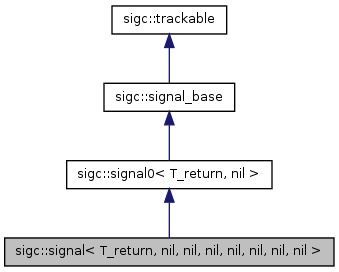 sigc::trackable
sigc::signal_base
sigc::signal0< T_return, nil >
sigc::signal< T_return, nil, nil, nil, nil, nil, nil, nil >